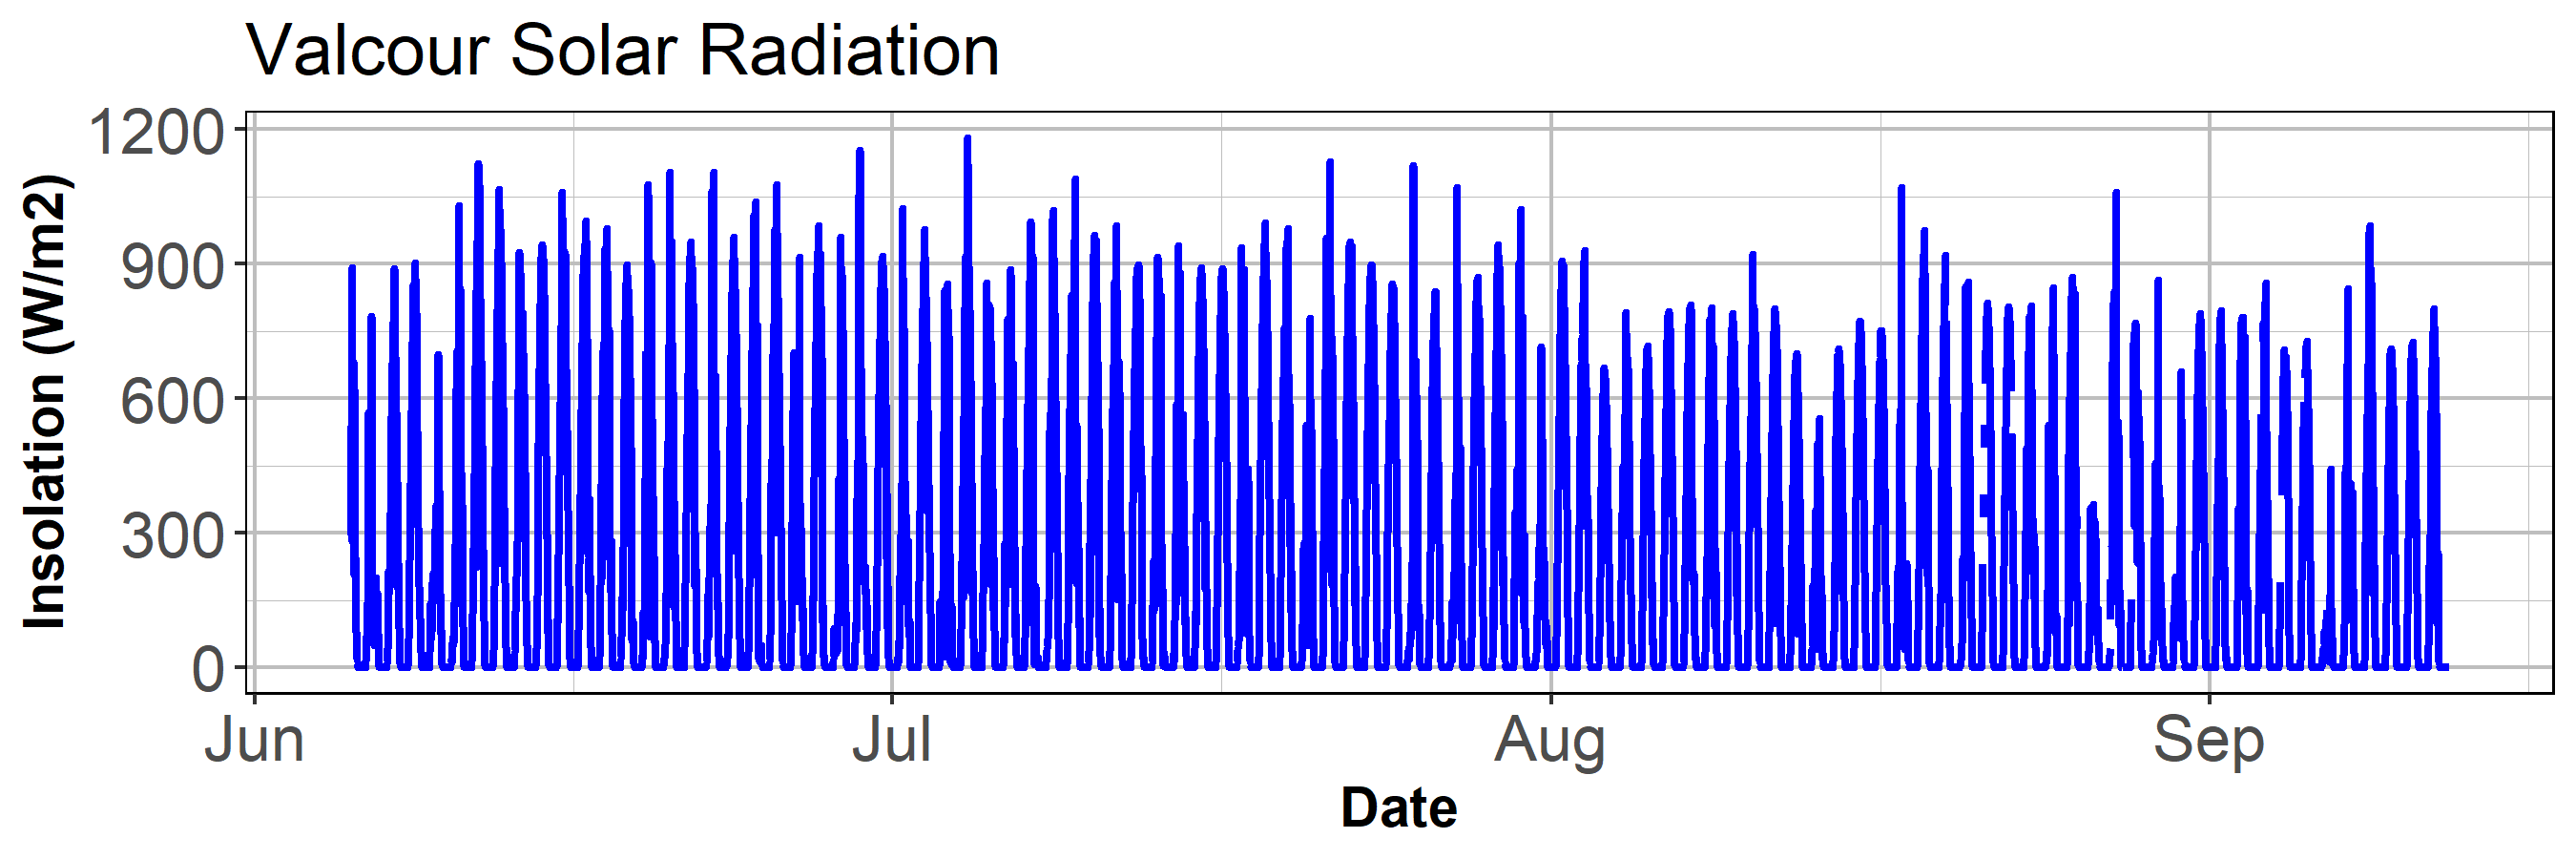 Valcour Solar Radiation
1200
900
600
300
0
Insolation (W/m2)
Jun Jul Aug Sep
Date